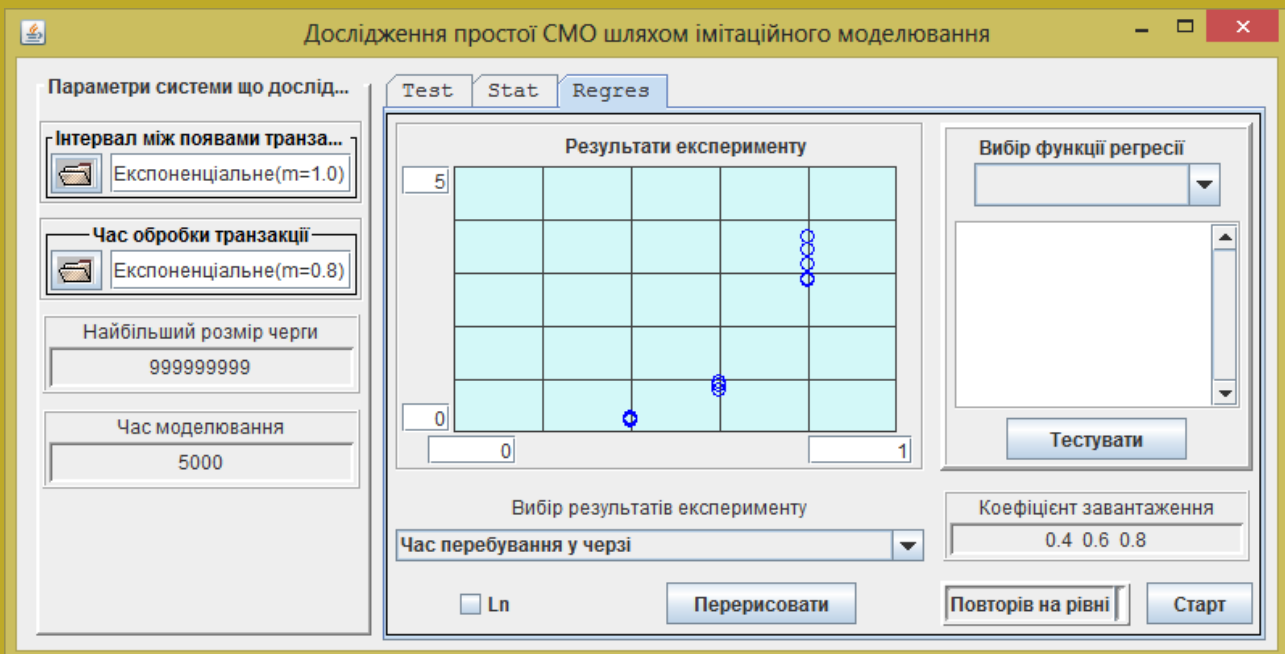 Дослідження простої СМО шляхом імітаційного моделювання
Параметри системи що дослід...
Інтервал між появами транза...
Експоненціальне(m=1.0)
Час обробки транзакції
Експоненціальне(m=0.8)
Найбільший розмір черги
999999999
Час моделювання
5000
Test Stat Regres
Результати експерименту
5
0
0 1
Вибір результатів експерименту
Час перебування у черзі
Ln
Перерисовати
Вибір функції регресії
Тестувати
Коефіцієнт завантаження
0.4 0.6 0.8
Повторів на рівні
Старт